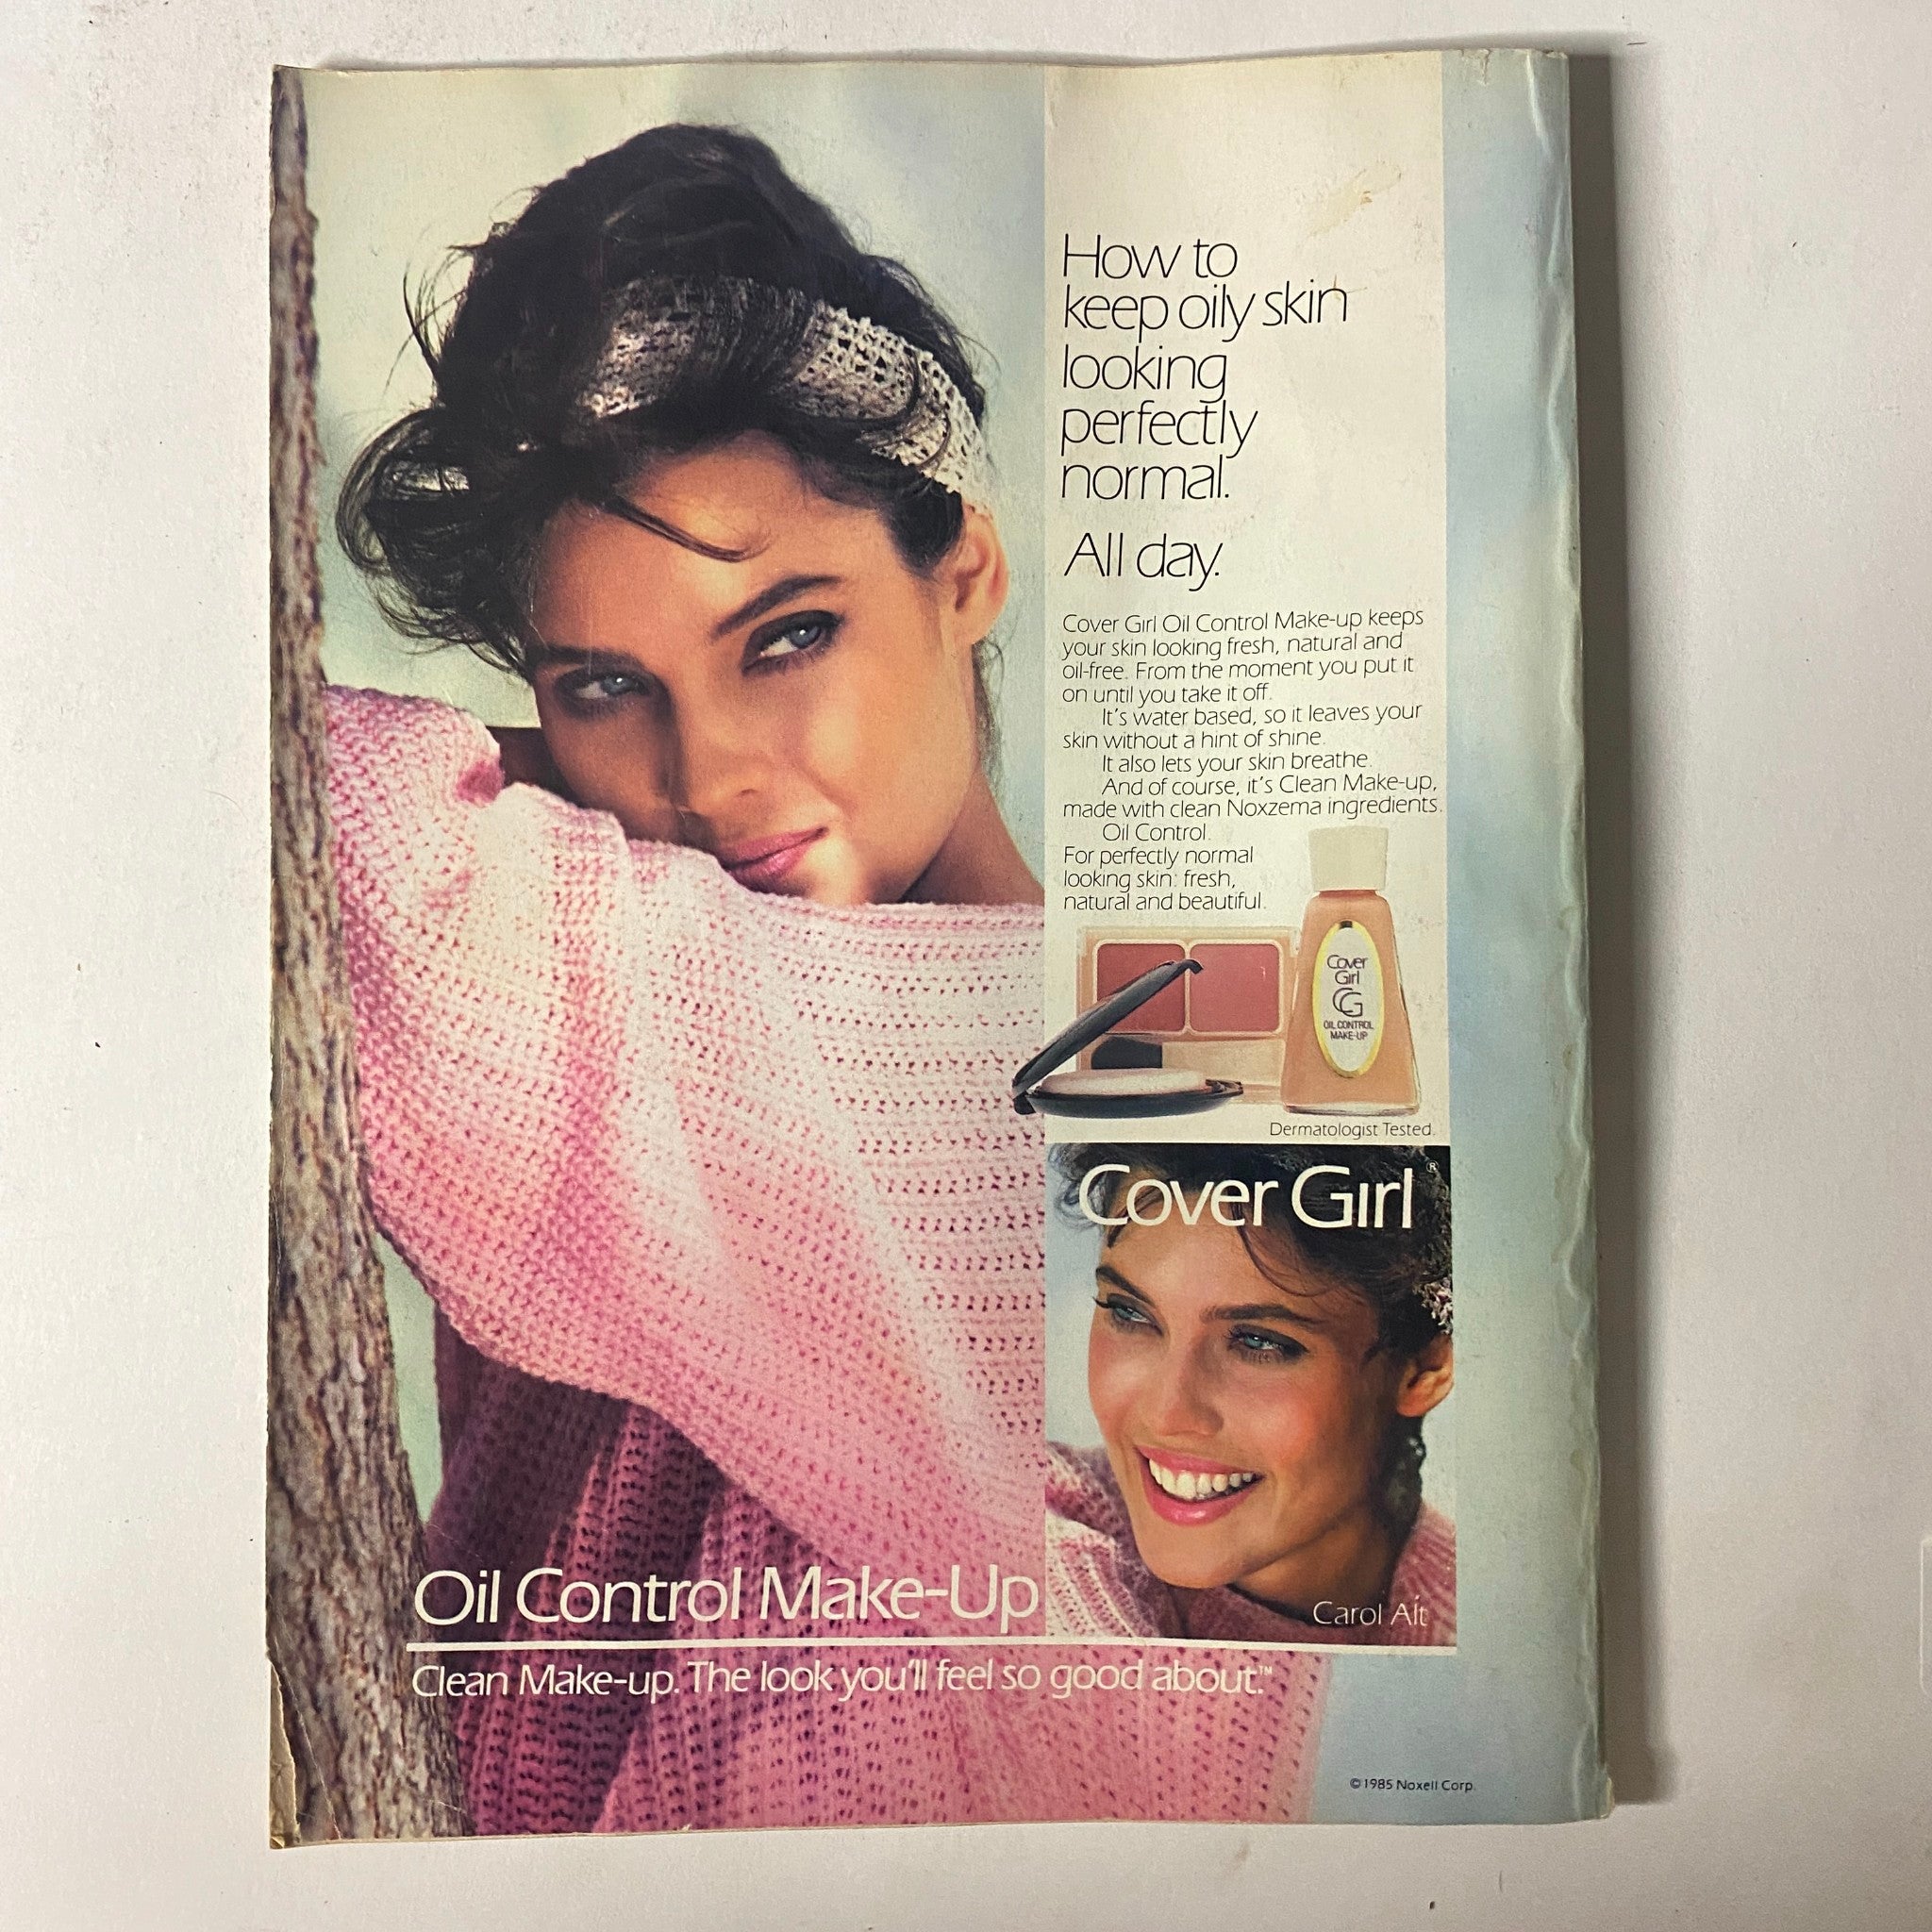 How to
keep oily skin
looking
perfectly
normal.
All day.
Cover Girl Oil Control Make-up keeps
your skin looking fresh, natural and
oil-free. From the moment you put it
on until you take it off.
It's water based, so it leaves your
skin without a hint of shine.
It also lets your skin breathe.
And of course, it's Clean Make-up,
made with clean Noxzema ingredients.
Oil Control.
For perfectly normal
looking skin: fresh,
natural and beautiful.
Cover
Girl
CG
OIL CONTROL
MAKE-UP
Dermatologist Tested.
Cover Girl®
Carol Alt
Oil Control Make-Up
Clean Make-up. The look you'll feel so good about.™
©1985 Noxell Corp.